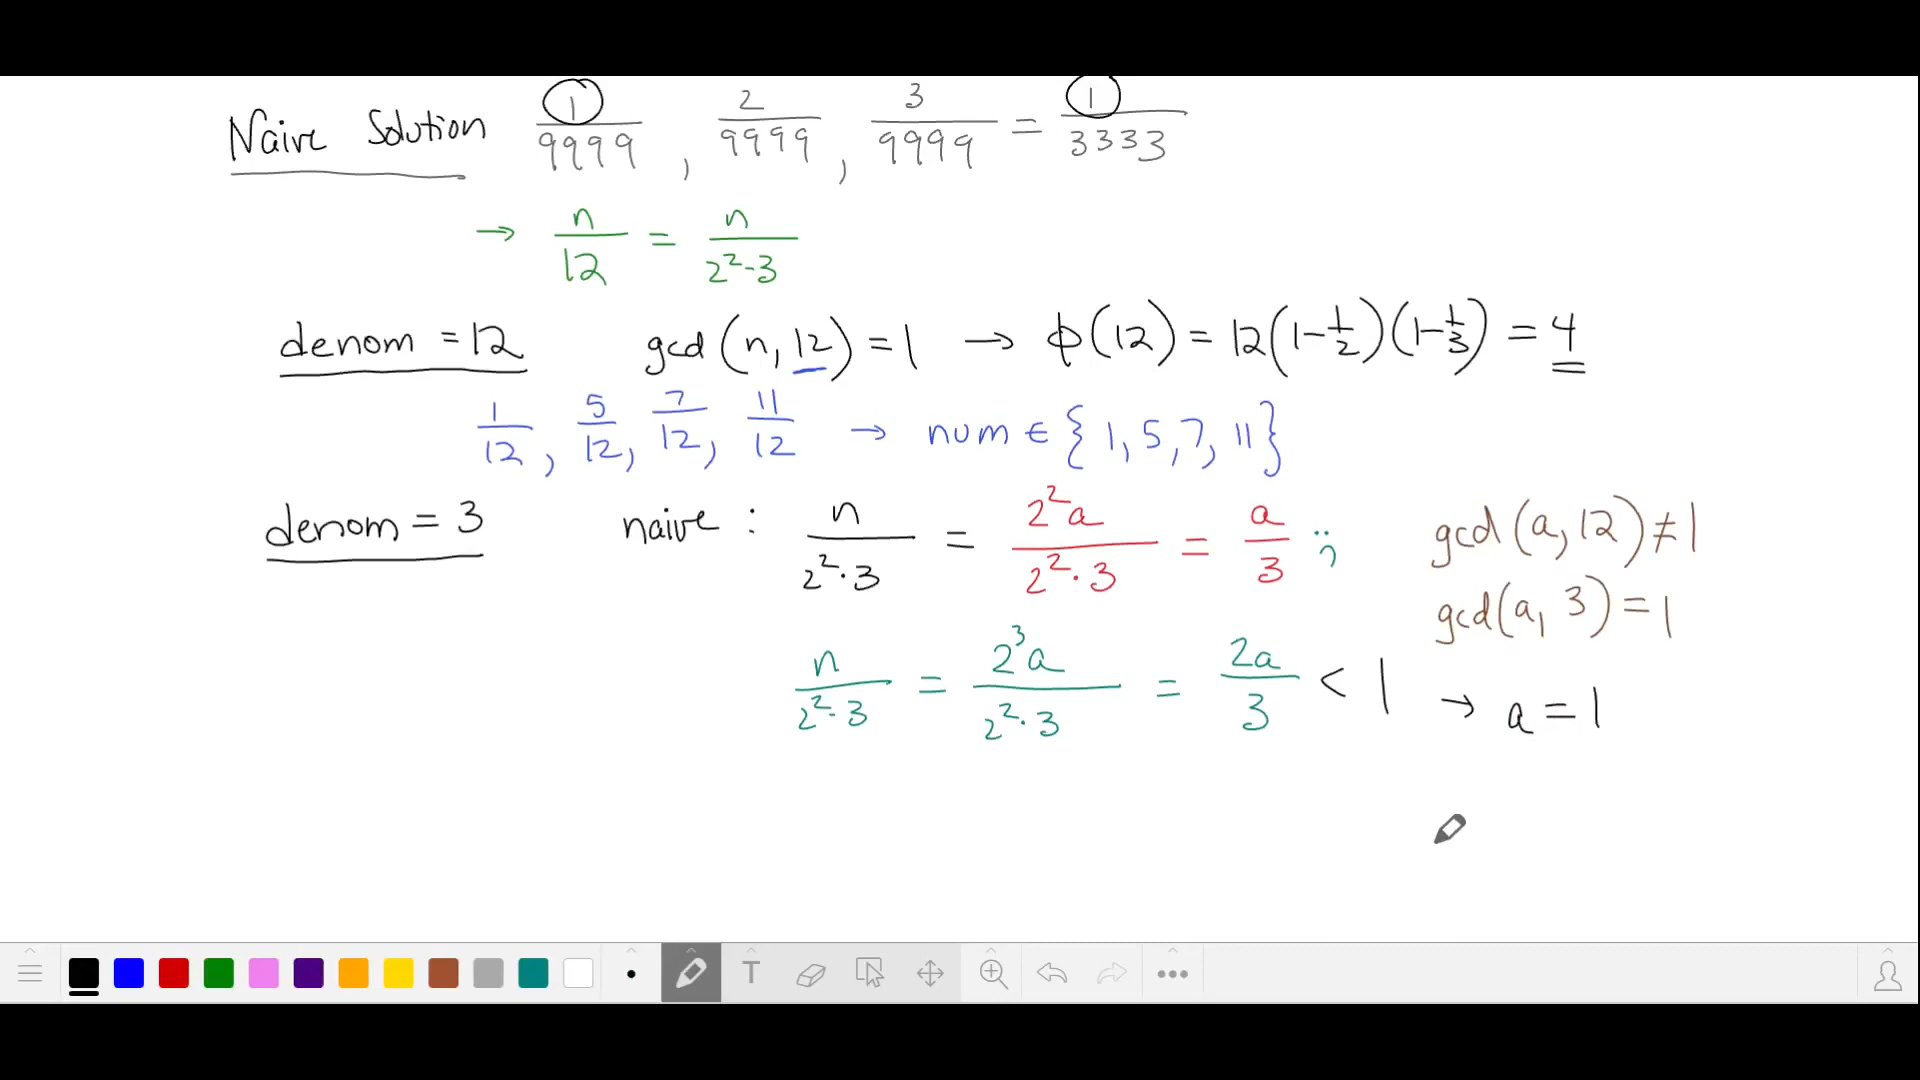 Naive Solution 1/9999 , 2/9999 , 3/9999 = 1/3333
→ n/12 = n/(2²·3)
denom = 12 gcd(n, 12) = 1 → ϕ(12) = 12(1-1/2)(1-1/3) = 4
1/12, 5/12, 7/12, 11/12 → num ∈ {1, 5, 7, 11}
denom = 3 naive : n/(2²·3) = 2²a/(2²·3) = a/3 gcd(a, 12) ≠ 1
gcd(a, 3) = 1
n/(2²·3) = 2³a/(2²·3) = 2a/3 < 1 → a = 1
T